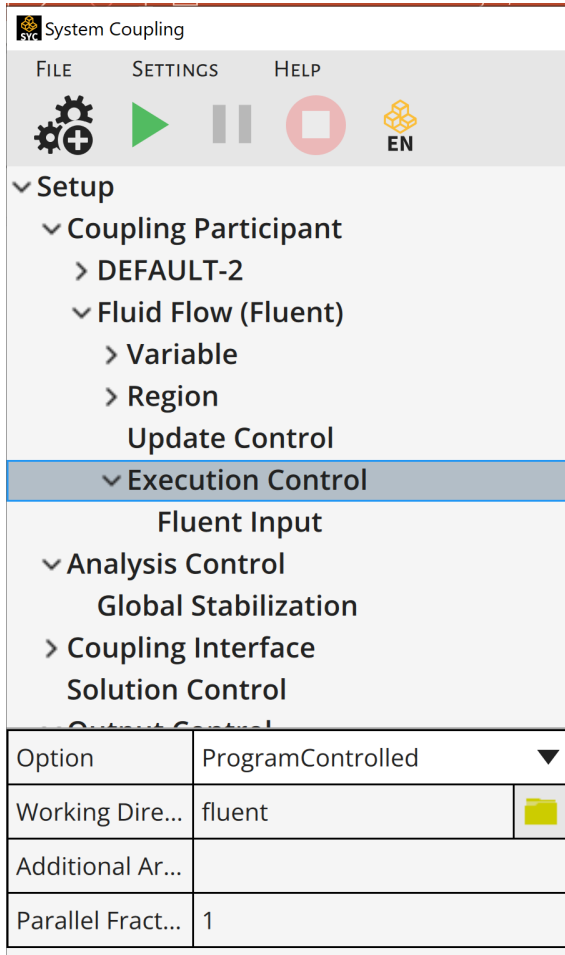 SYC System Coupling
FILE SETTINGS HELP
EN
Setup
Coupling Participant
DEFAULT-2
Fluid Flow (Fluent)
Variable
Region
Update Control
Execution Control
Fluent Input
Analysis Control
Global Stabilization
Coupling Interface
Solution Control
Output Control
Option ProgramControlled
Working Dire... fluent
Additional Ar...
Parallel Fract... 1